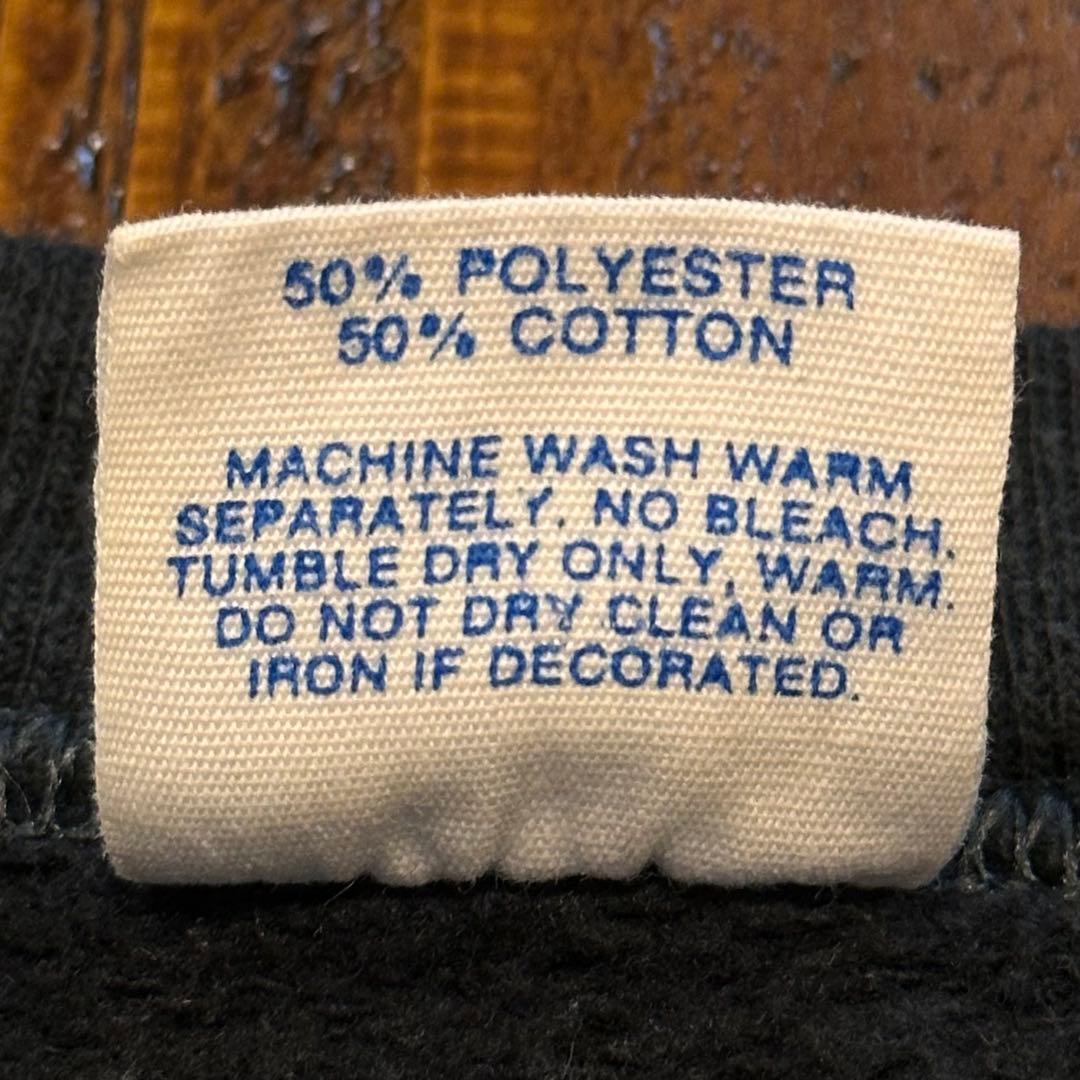 50% POLYESTER
50% COTTON
MACHINE WASH WARM
SEPARATELY. NO BLEACH.
TUMBLE DRY ONLY, WARM.
DO NOT DRY CLEAN OR
IRON IF DECORATED.